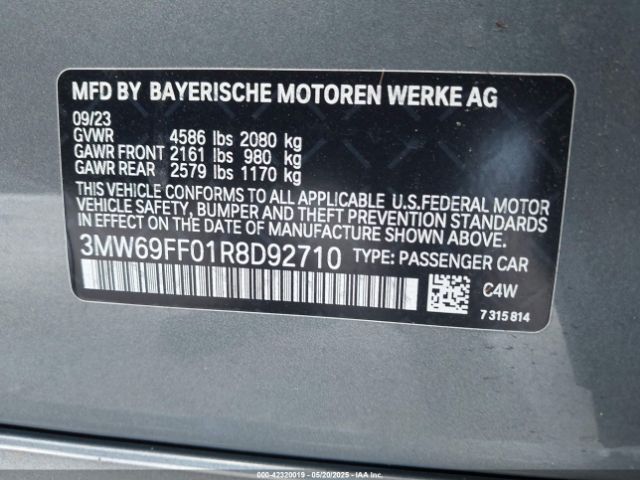 MFD BY BAYERISCHE MOTOREN WERKE AG
09/23
GVWR 4586 lbs 2080 kg
GAWR FRONT 2161 lbs 980 kg
GAWR REAR 2579 lbs 1170 kg
THIS VEHICLE CONFORMS TO ALL APPLICABLE U.S.FEDERAL MOTOR
VEHICLE SAFETY, BUMPER AND THEFT PREVENTION STANDARDS
IN EFFECT ON THE DATE OF MANUFACTURE SHOWN ABOVE.
3MW69FF01R8D92710 TYPE: PASSENGER CAR
C4W
7 315 814
© - 42320019 - 05/20/2025 - IAAI.COM